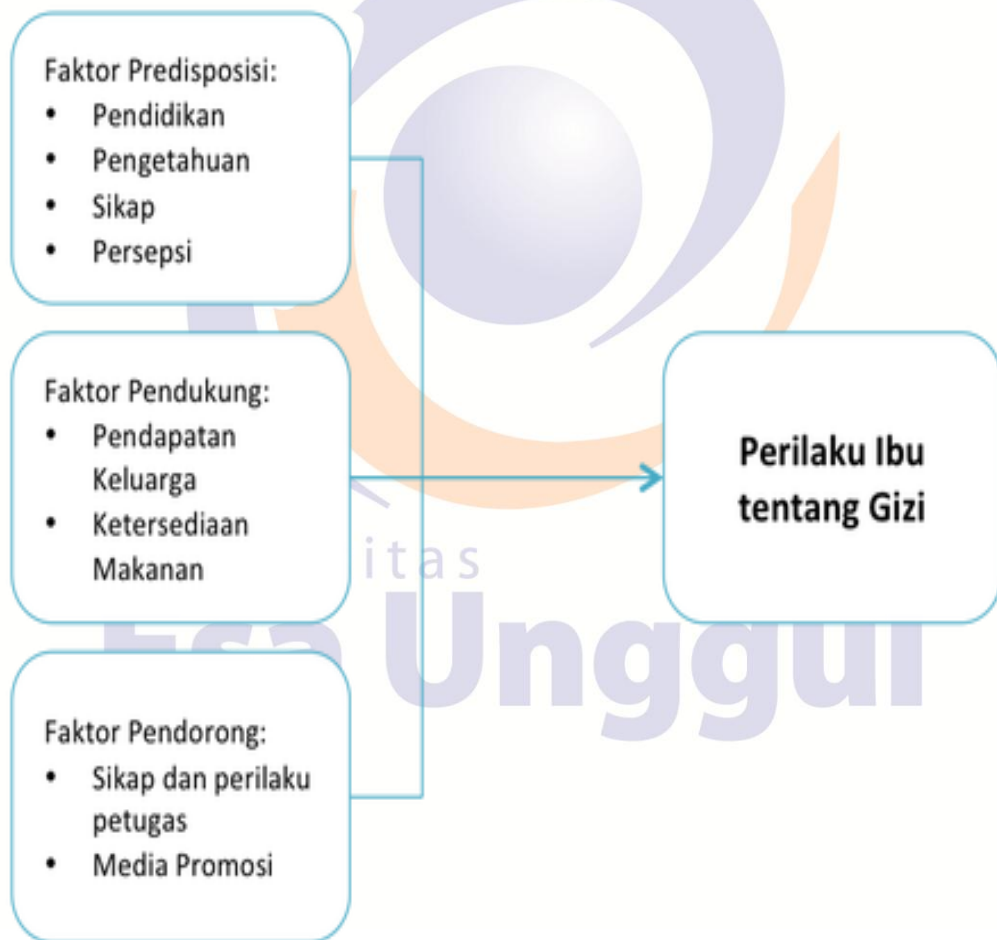 Faktor Predisposisi:
• Pendidikan
• Pengetahuan
• Sikap
• Persepsi
Faktor Pendukung:
• Pendapatan
Keluarga
• Ketersediaan
Makanan
Faktor Pendorong:
• Sikap dan perilaku
petugas
• Media Promosi
Perilaku Ibu
tentang Gizi
itas
Esa Unggul